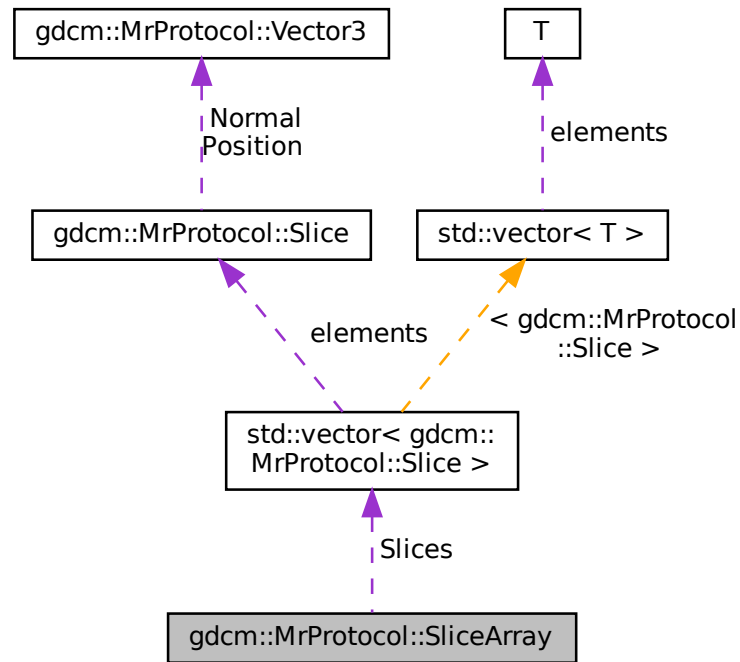 gdcm::MrProtocol::Vector3
T
Normal
Position
elements
gdcm::MrProtocol::Slice
std::vector< T >
elements
< gdcm::MrProtocol
::Slice >
std::vector< gdcm::
MrProtocol::Slice >
Slices
gdcm::MrProtocol::SliceArray